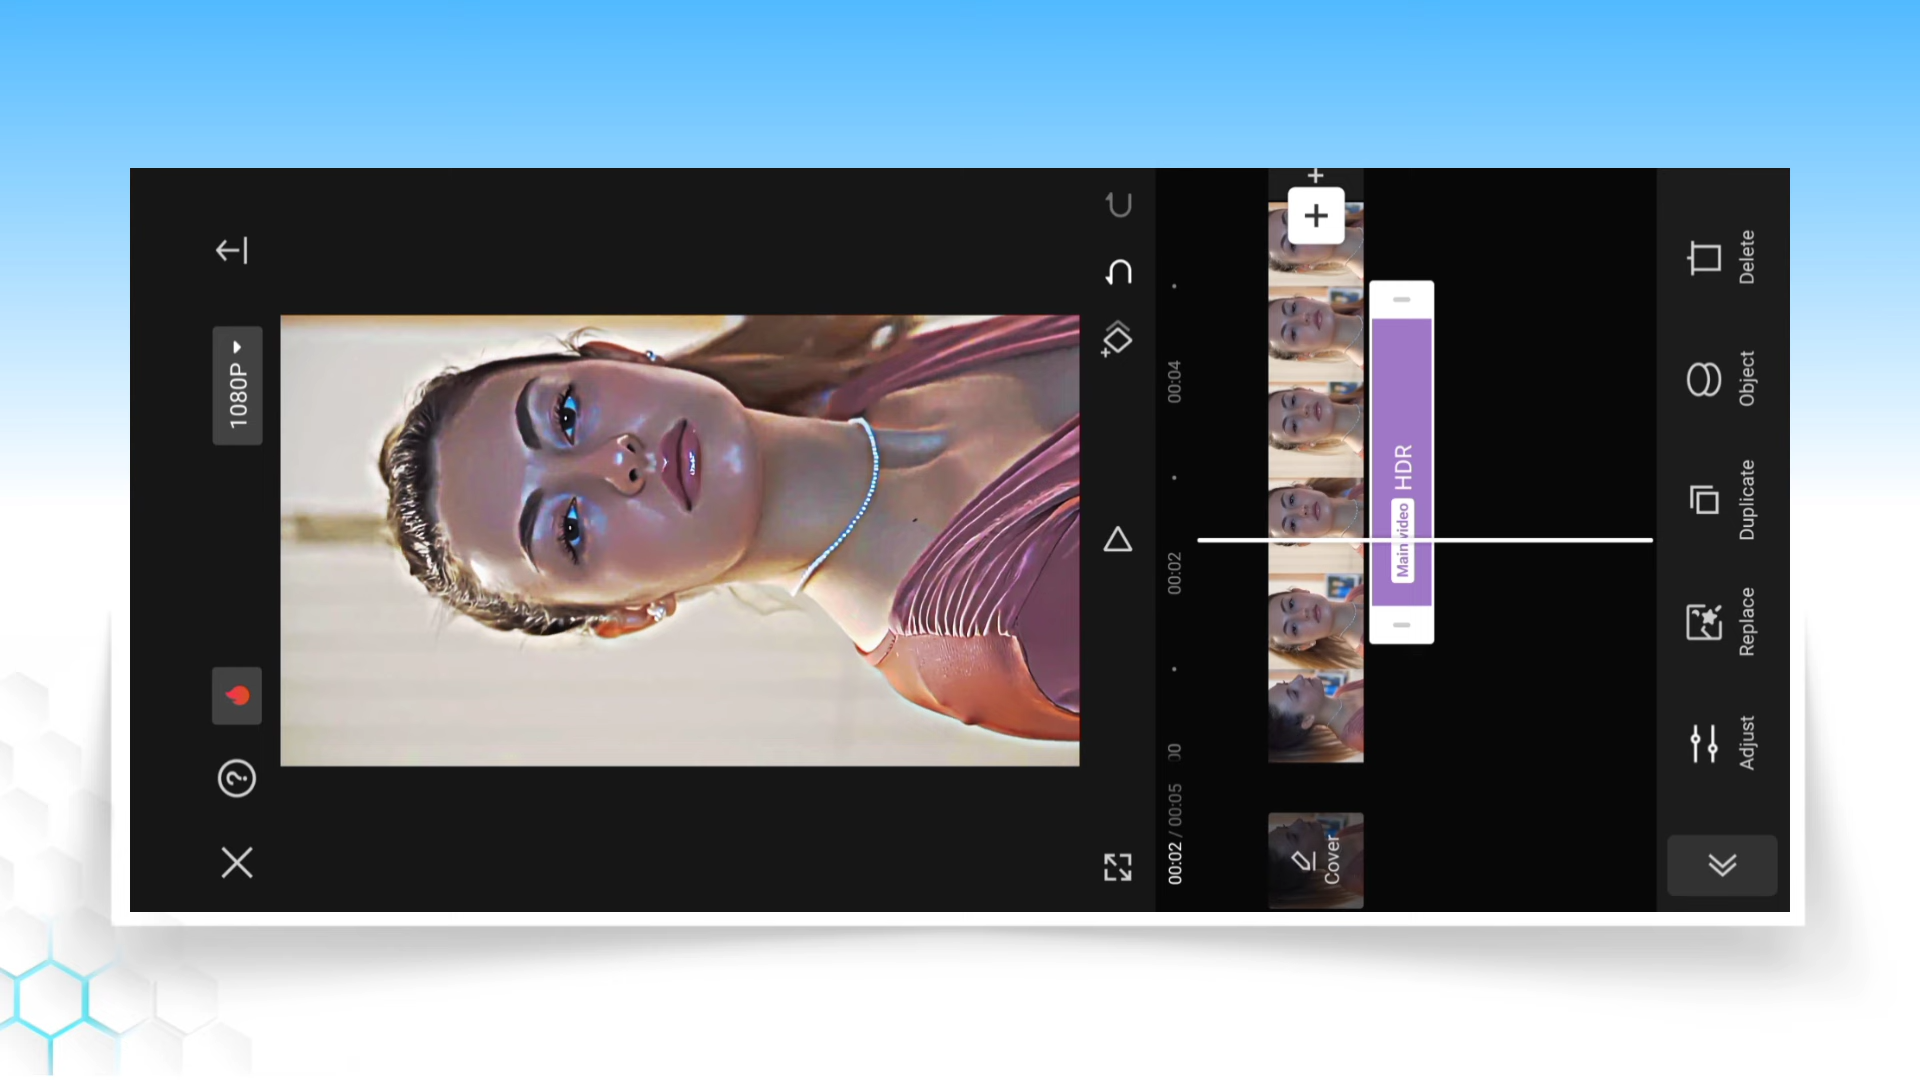 1080P
00:02 / 00:05
00
00:02
00:04
Cover
Main video HDR
Adjust
Replace
Duplicate
Object
Delete